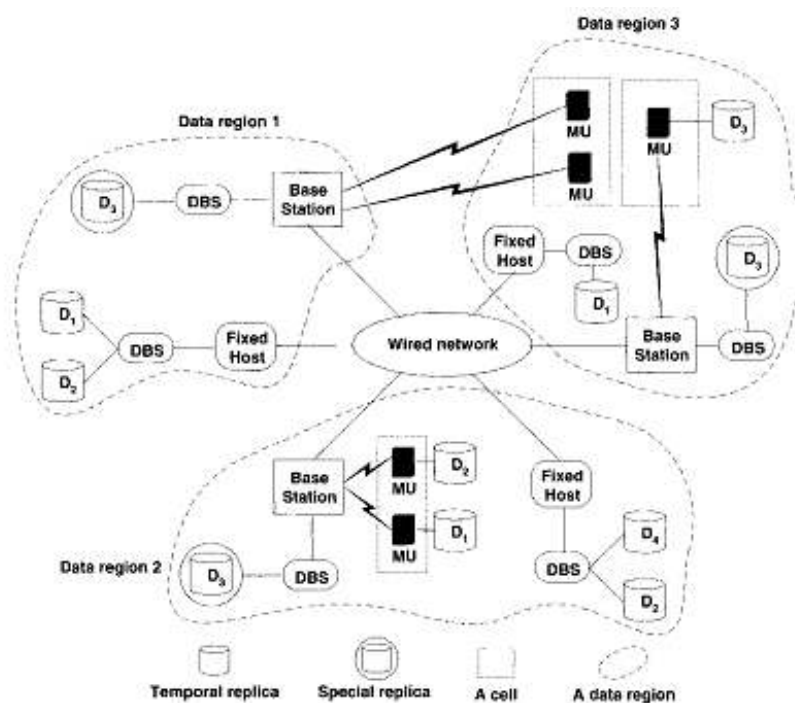 Data region 3
Data region 1
MU
MU
MU
D3
Base
Station
D3
DBS
Fixed
Host
DBS
D1
D3
D1
D2
DBS
Fixed
Host
Wired network
Base
Station
DBS
Base
Station
MU
D2
MU
D1
Fixed
Host
D4
DBS
D2
Data region 2
D3
DBS
Temporal replica
Special replica
A cell
A data region